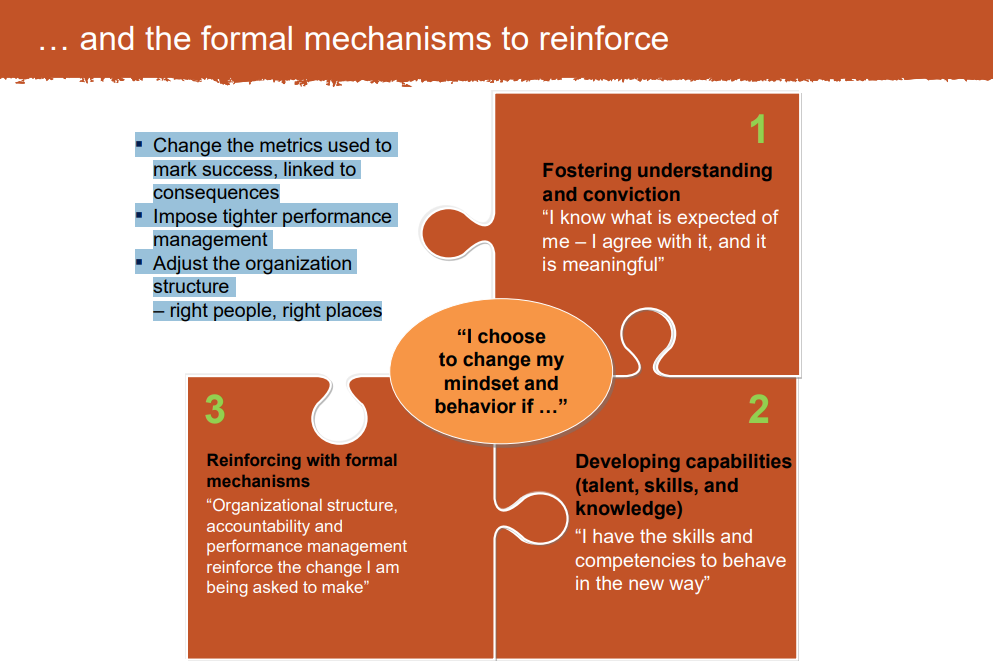 … and the formal mechanisms to reinforce
▪ Change the metrics used to
mark success, linked to
consequences
▪ Impose tighter performance
management
▪ Adjust the organization
structure
– right people, right places
1
Fostering understanding
and conviction
“I know what is expected of
me – I agree with it, and it
is meaningful”
“I choose
to change my
mindset and
behavior if …”
3
Reinforcing with formal
mechanisms
“Organizational structure,
accountability and
performance management
reinforce the change I am
being asked to make”
2
Developing capabilities
(talent, skills, and
knowledge)
“I have the skills and
competencies to behave
in the new way”